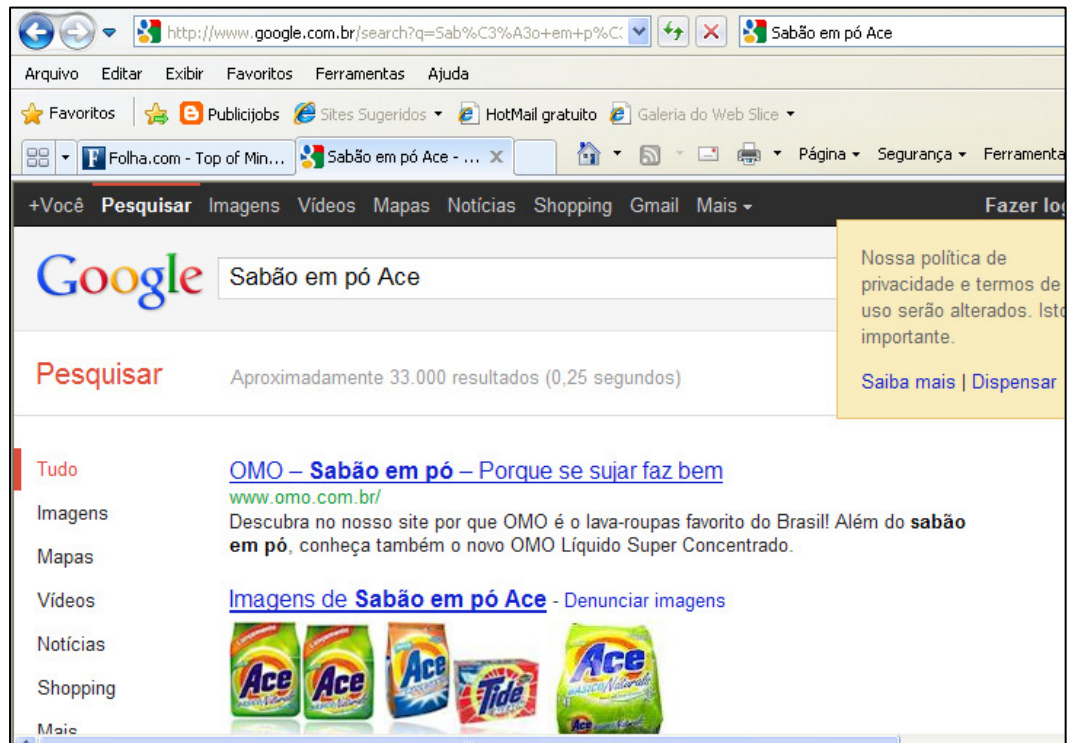 http://www.google.com.br/search?q=Sab%C3%A3o+em+p%C: Sabão em pó Ace
Arquivo Editar Exibir Favoritos Ferramentas Ajuda
Favoritos Publicijobs Sites Sugeridos HotMail gratuito Galeria do Web Slice
Folha.com - Top of Min... Sabão em pó Ace - ... Página Segurança Ferramenta
+Você Pesquisar Imagens Vídeos Mapas Notícias Shopping Gmail Mais Fazer log
Google Sabão em pó Ace
Nossa política de
privacidade e termos de
uso serão alterados. Isto
importante.
Saiba mais | Dispensar
Pesquisar Aproximadamente 33.000 resultados (0,25 segundos)
Tudo
Imagens
Mapas
Vídeos
Notícias
Shopping
Mais
OMO – Sabão em pó – Porque se sujar faz bem
www.omo.com.br/
Descubra no nosso site por que OMO é o lava-roupas favorito do Brasil! Além do sabão
em pó, conheça também o novo OMO Líquido Super Concentrado.
Imagens de Sabão em pó Ace - Denunciar imagens
Ace Ace Ace Tide Ace